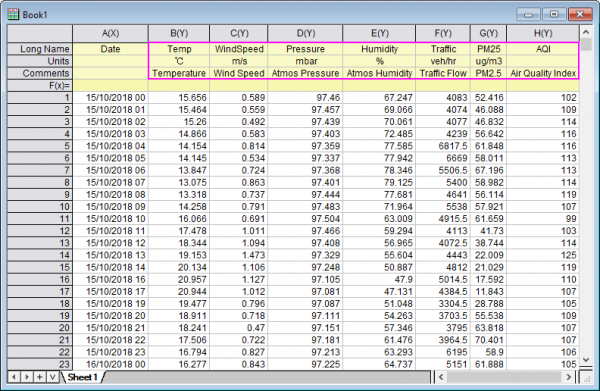 Book1
A(X) B(Y) C(Y) D(Y) E(Y) F(Y) G(Y) H(Y)
Long Name Date Temp WindSpeed Pressure Humidity Traffic PM25 AQI
Units ℃ m/s mbar % veh/hr ug/m3
Comments Temperature Wind Speed Atmos Pressure Atmos Humidity Traffic Flow PM2.5 Air Quality Index
F(x)=
1 15/10/2018 00 15.656 0.589 97.46 67.247 4083 52.416 102
2 15/10/2018 01 15.464 0.559 97.457 69.066 4074 46.088 109
3 15/10/2018 02 15.26 0.492 97.439 70.061 4077 46.832 114
4 15/10/2018 03 14.866 0.583 97.403 72.485 4239 56.642 116
5 15/10/2018 04 14.154 0.814 97.359 77.585 6817.5 61.848 116
6 15/10/2018 05 14.145 0.534 97.337 77.942 6669 58.011 113
7 15/10/2018 06 13.847 0.724 97.368 78.346 5506.5 67.196 113
8 15/10/2018 07 13.075 0.863 97.401 79.125 5400 58.982 114
9 15/10/2018 08 13.318 0.737 97.444 77.681 4641 56.114 119
10 15/10/2018 09 14.258 0.791 97.483 71.964 5538 57.921 107
11 15/10/2018 10 16.066 0.691 97.504 63.009 4915.5 61.659 99
12 15/10/2018 11 17.478 1.011 97.466 59.294 4113 41.73 103
13 15/10/2018 12 18.344 1.094 97.408 56.965 4072.5 38.744 114
14 15/10/2018 13 19.153 1.473 97.329 55.604 4443 22.009 125
15 15/10/2018 14 20.134 1.106 97.248 50.887 4812 21.029 119
16 15/10/2018 16 20.957 1.127 97.105 47.9 5014.5 17.592 110
17 15/10/2018 17 20.944 1.012 97.081 47.131 4384.5 11.843 107
18 15/10/2018 19 19.477 0.796 97.087 51.048 3304.5 28.788 105
19 15/10/2018 20 18.911 0.718 97.111 54.263 3703.5 55.538 109
20 15/10/2018 21 18.241 0.47 97.151 57.346 3795 63.818 107
21 15/10/2018 22 17.506 0.722 97.181 61.476 3964.5 70.401 107
22 15/10/2018 23 16.794 0.827 97.213 63.293 6195 58.9 106
23 16/10/2018 00 16.277 0.843 97.225 64.737 5151 61.888 105
Sheet1